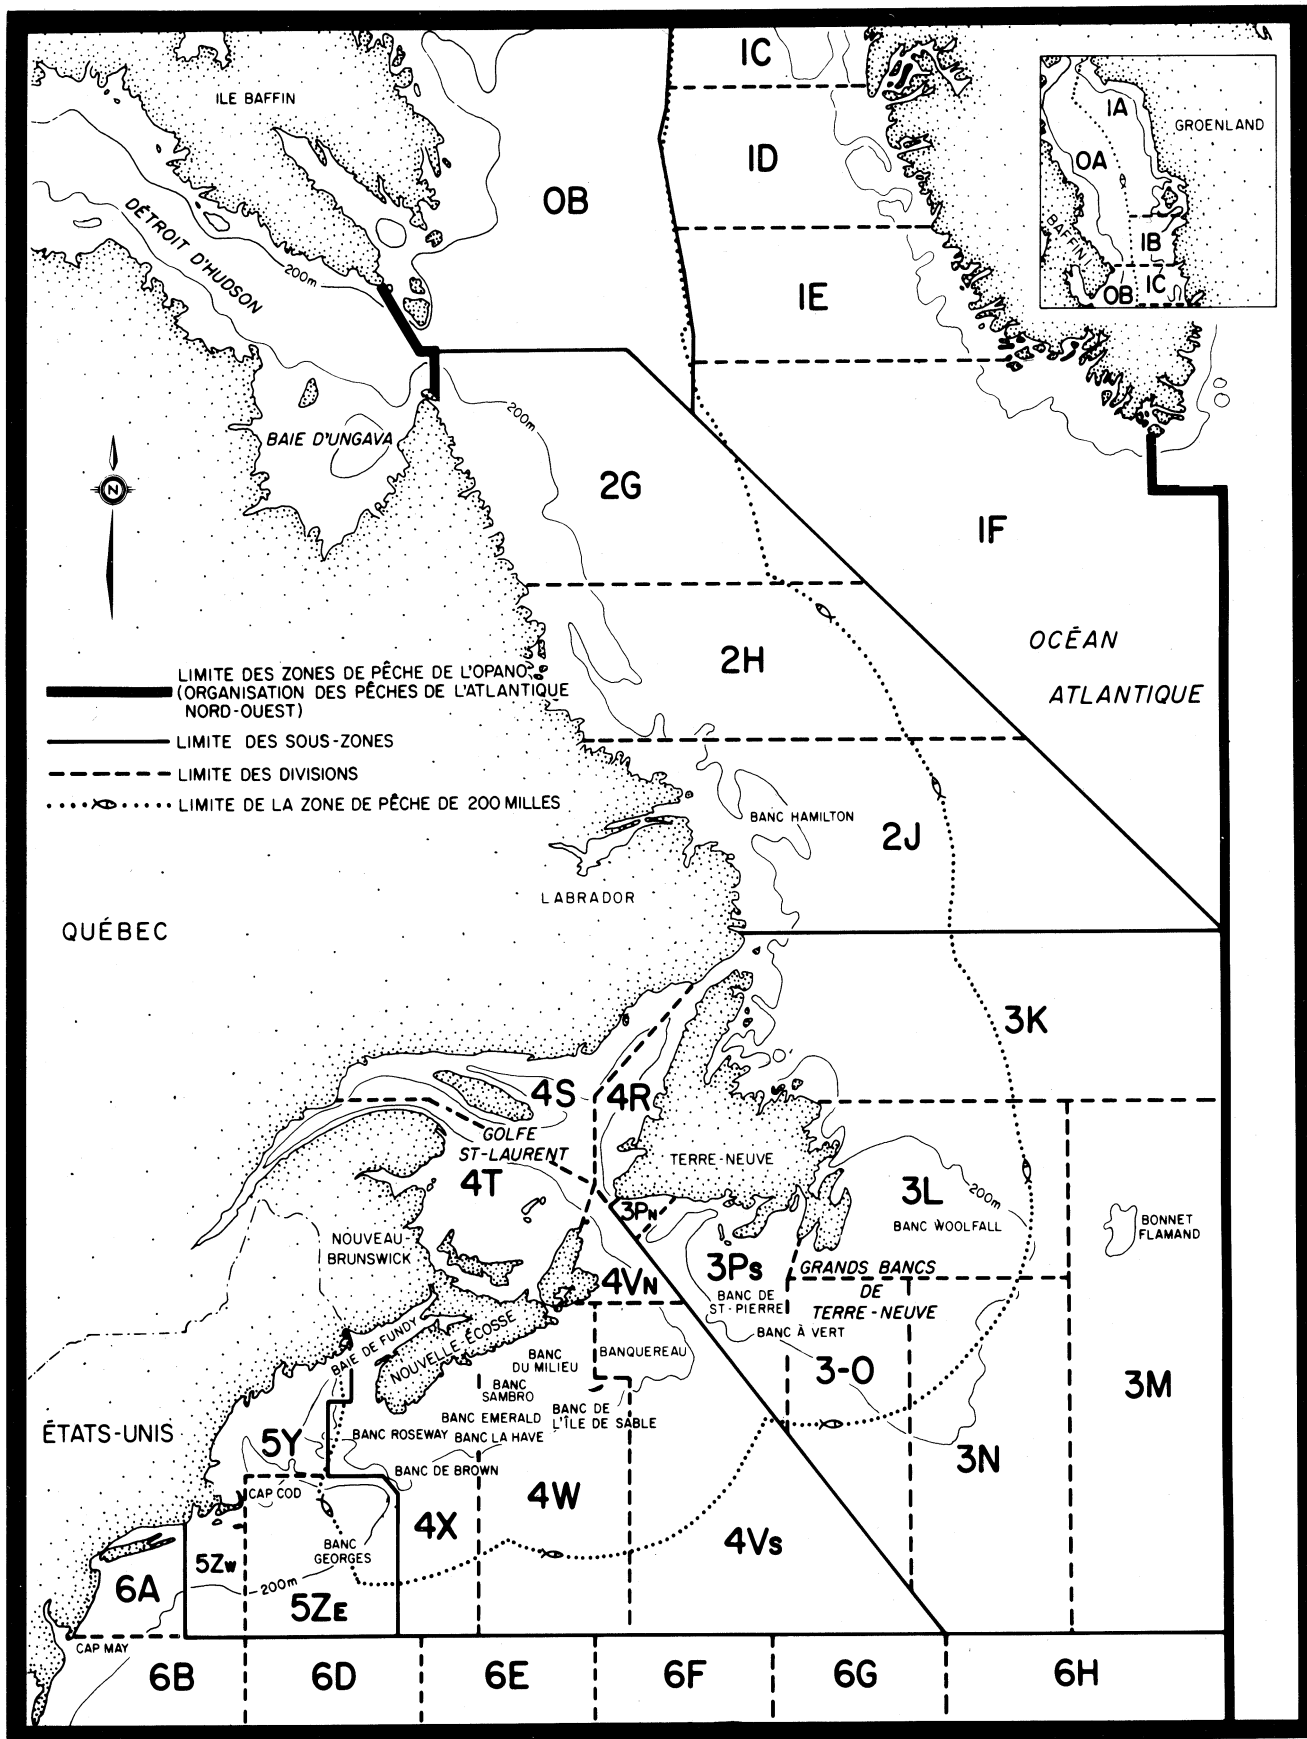 1C
ILE BAFFIN
1A
GROENLAND
1D
OA
OB
BAFFIN
DÉTROIT D'HUDSON
1B
200m
1E
1C
OB
200m
BAIE D'UNGAVA
N
2G
1F
OCÉAN
ATLANTIQUE
2H
LIMITE DES ZONES DE PÊCHE DE L'OPANO
(ORGANISATION DES PÊCHES DE L'ATLANTIQUE
NORD-OUEST)
LIMITE DES SOUS-ZONES
LIMITE DES DIVISIONS
LIMITE DE LA ZONE DE PÊCHE DE 200 MILLES
BANC HAMILTON
2J
LABRADOR
QUÉBEC
3K
4S
4R
GOLFE
ST-LAURENT
TERRE-NEUVE
4T
3L
200m
3PN
BANC WOOLFALL
BONNET
FLAMAND
NOUVEAU-
BRUNSWICK
4VN
3Ps
GRANDS BANCS
DE
TERRE-NEUVE
BANC DE
ST-PIERRE
BANC À VERT
BAIE DE FUNDY
NOUVELLE-ÉCOSSE
BANC
DU MILIEU
BANQUEREAU
3-O
3M
BANC
SAMBRO
BANC EMERALD
BANC DE
L'ÎLE DE SABLE
ÉTATS-UNIS
5Y
BANC ROSEWAY
BANC LA HAVE
3N
BANC DE BROWN
CAP COD
4W
4X
4Vs
BANC
GEORGES
5Zw
6A
200m
5ZE
CAP MAY
6B
6D
6E
6F
6G
6H